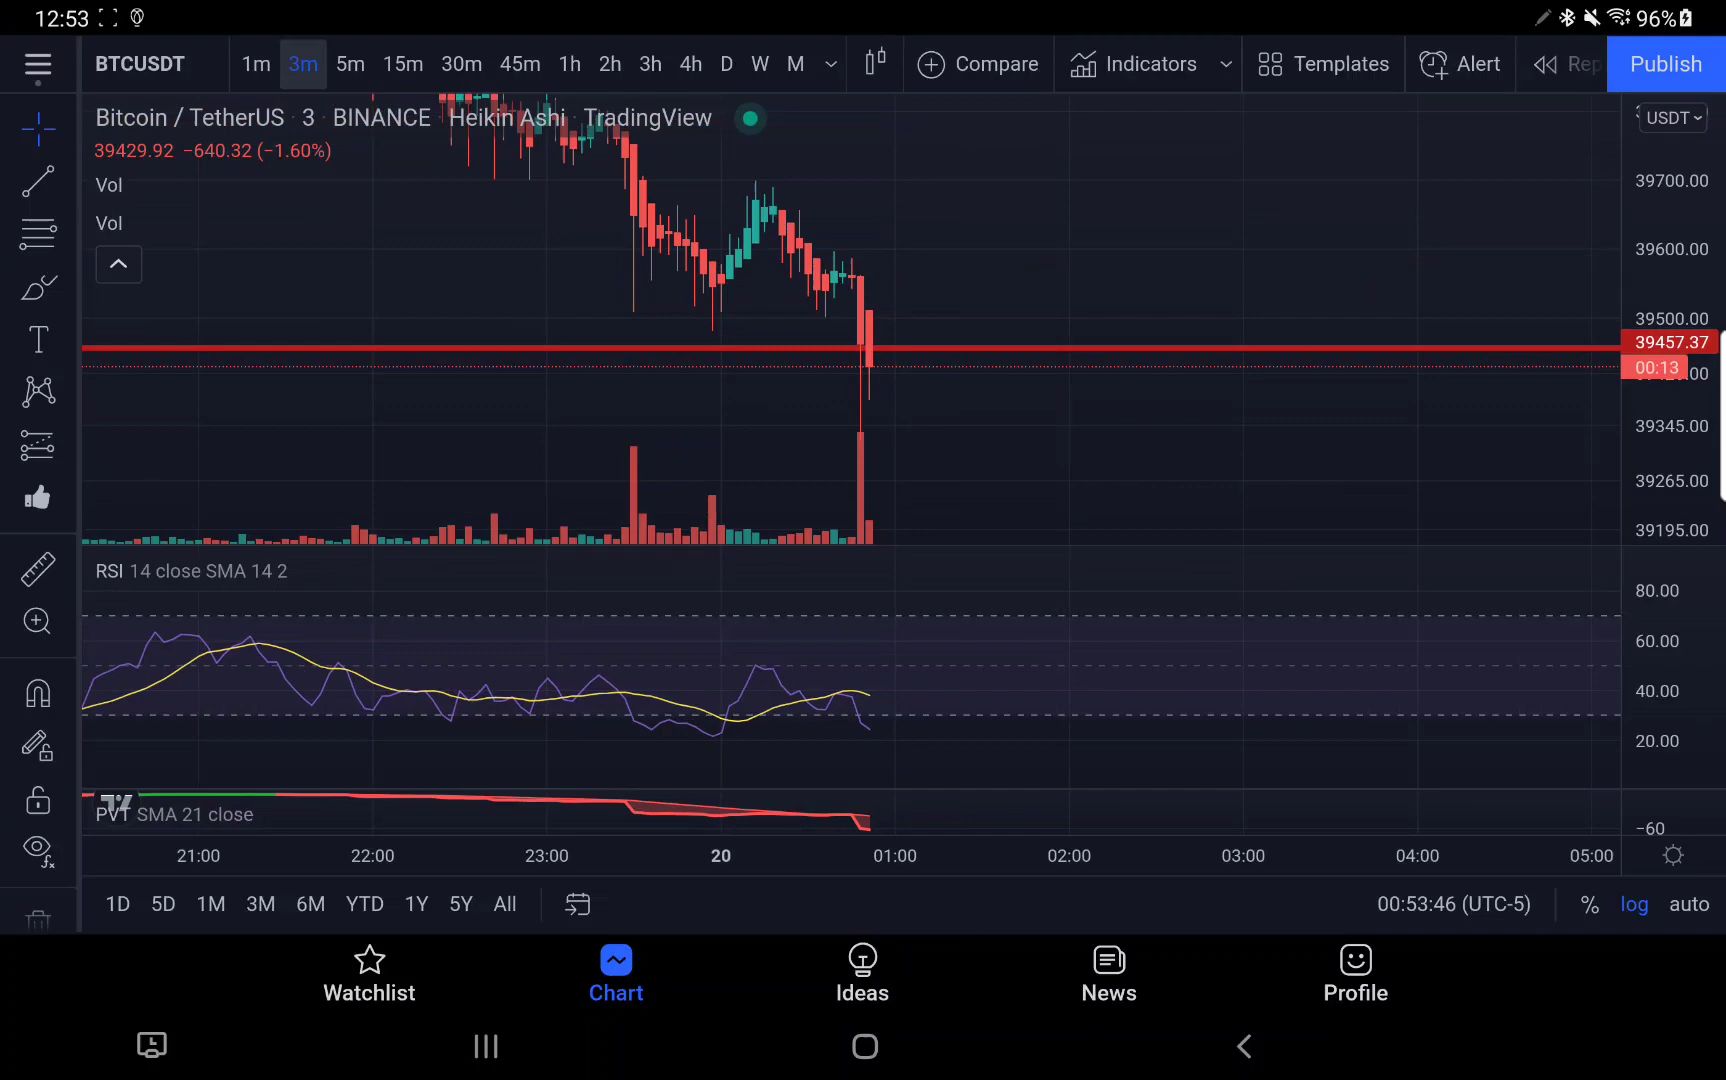 12:53
96%
BTCUSDT 1m 3m 5m 15m 30m 45m 1h 2h 3h 4h D W M Compare Indicators Templates Alert Rep Publish
Bitcoin / TetherUS · 3 · BINANCE · Heikin Ashi · TradingView
USDT
39429.92 −640.32 (−1.60%)
Vol
Vol
39700.00
39600.00
39500.00
39457.37
00:13
39345.00
39265.00
39195.00
RSI 14 close SMA 14 2
80.00
60.00
40.00
20.00
PVT SMA 21 close
−60
21:00 22:00 23:00 20 01:00 02:00 03:00 04:00 05:00
1D 5D 1M 3M 6M YTD 1Y 5Y All 00:53:46 (UTC-5) % log auto
Watchlist Chart Ideas News Profile